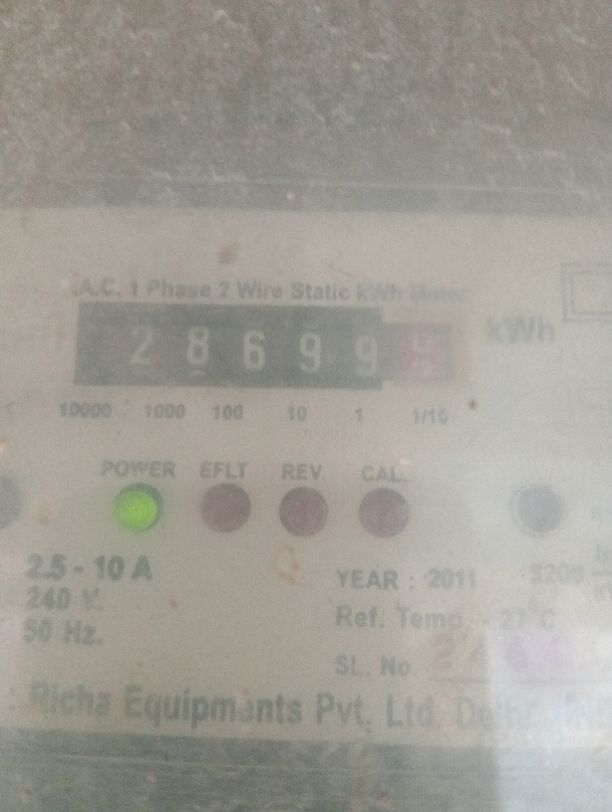 A.C. 1 Phase 2 Wire Static kWh Meter
2 8 6 9 9 kWh
10000 1000 100 10 1 1/10
POWER EFLT REV. CAL.
2.5 - 10 A
240 V.
50 Hz.
YEAR : 2011
3200
Ref. Temp. - 27°C
SL. No.
Richa Equipments Pvt. Ltd. Delhi